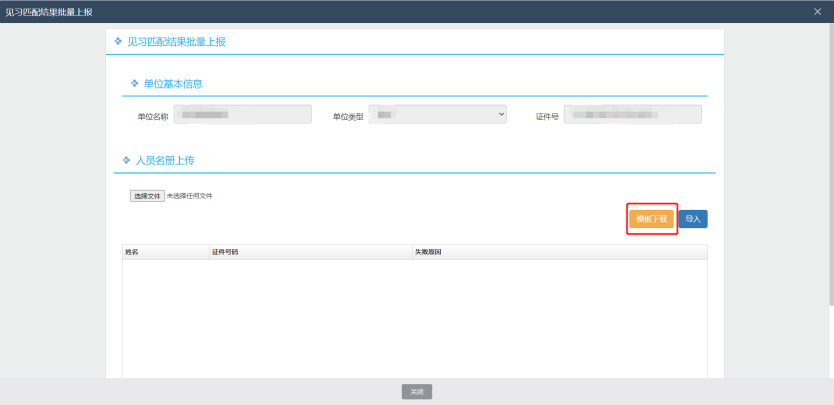 见习匹配结果批量上报
见习匹配结果批量上报
单位基本信息
单位名称 单位类型 证件号
人员名册上传
选择文件 未选择任何文件
模板下载 导入
姓名 证件号码 失败原因
关闭